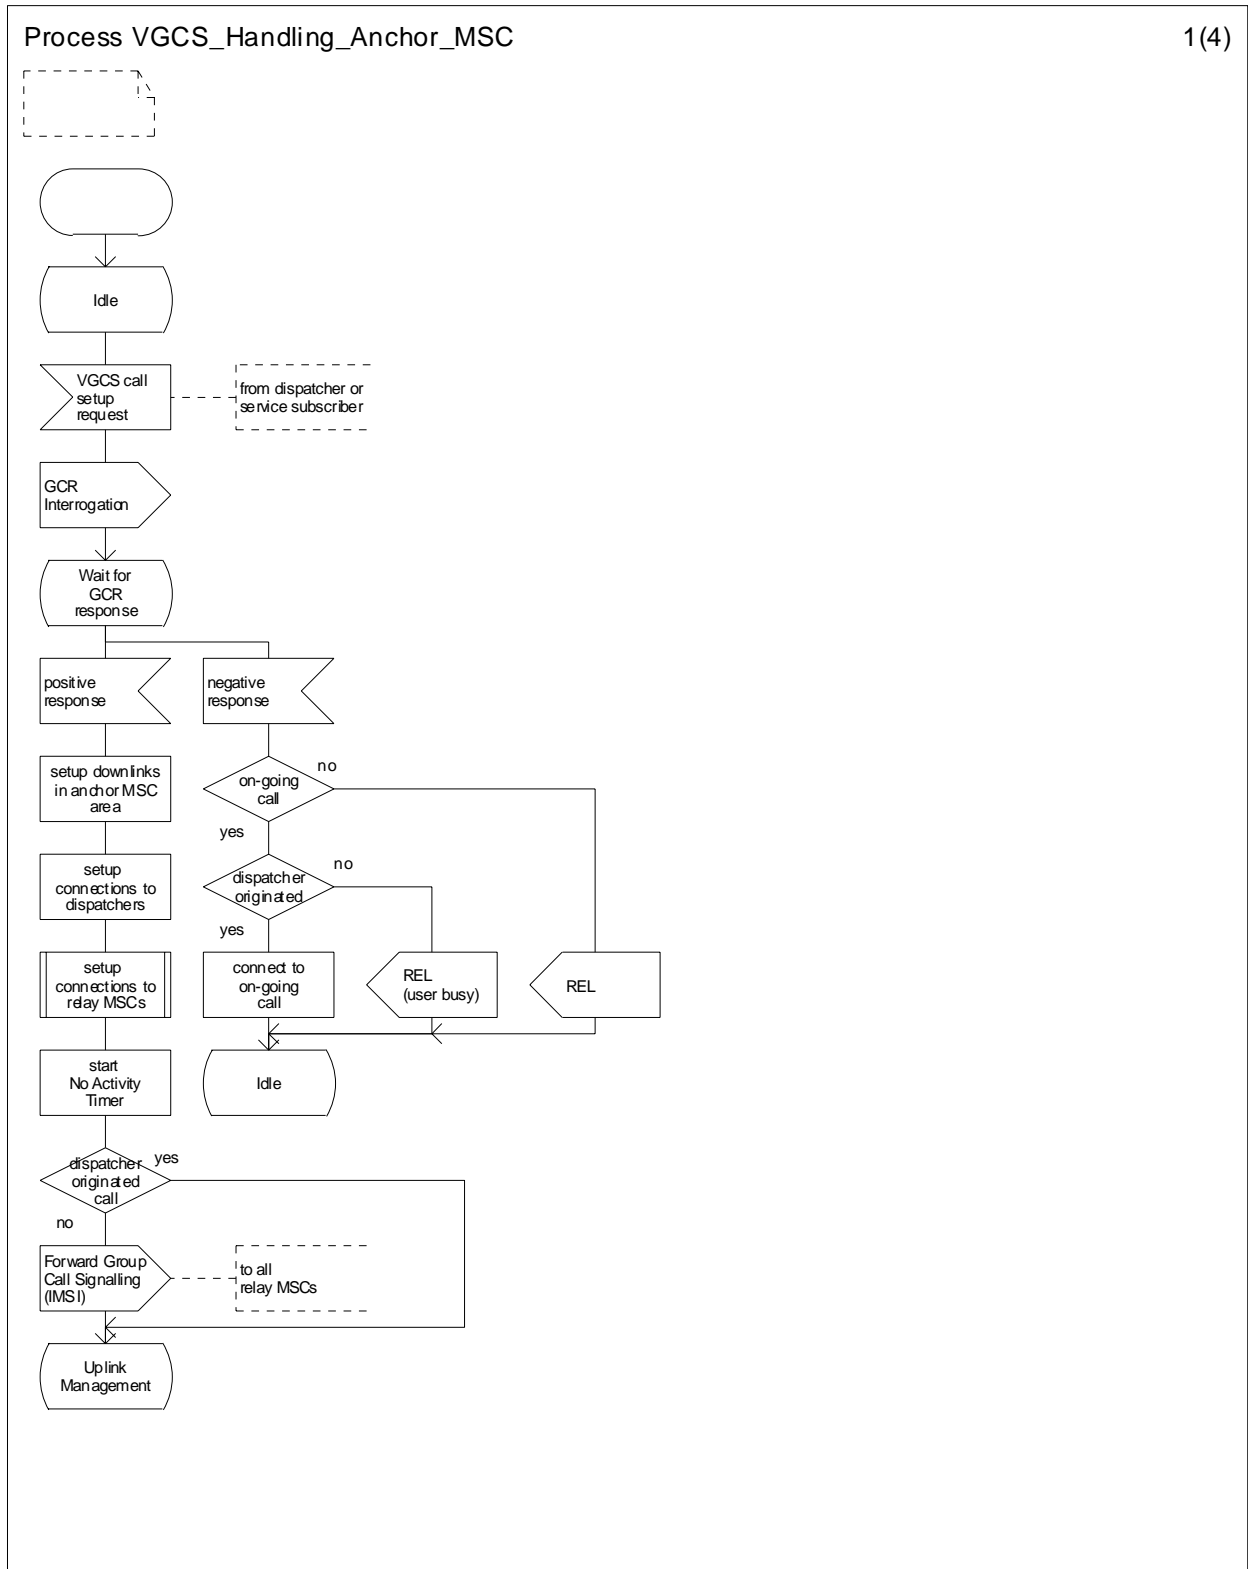 Process VGCS_Handling_Anchor_MSC
1(4)
Idle
VGCS call
setup
request
from dispatcher or
service subscriber
GCR
Interrogation
Wait for
GCR
response
positive
response
negative
response
setup downlinks
in anchor MSC
area
on-going
call
no
yes
setup
connections to
dispatchers
dispatcher
originated
no
yes
setup
connections to
relay MSCs
connect to
on-going
call
REL
(user busy)
REL
start
No Activity
Timer
Idle
dispatcher
originated
call
yes
no
Forward Group
Call Signalling
(IMSI)
to all
relay MSCs
Uplink
Management